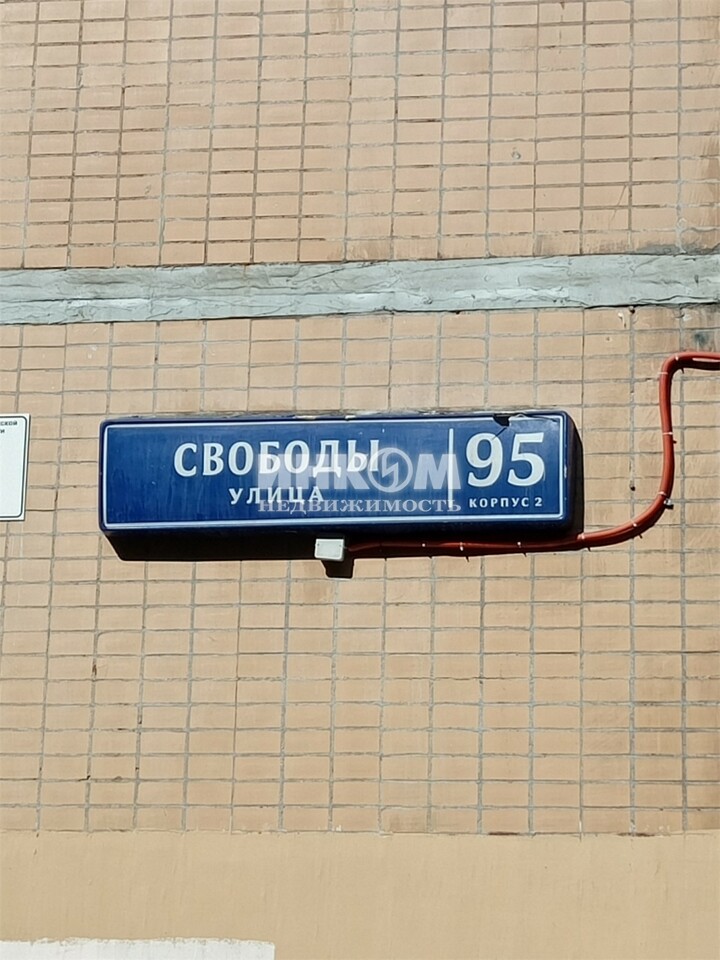 СВОБОДЫ
УЛИЦА
95
КОРПУС 2
ИНКОМ
НЕДВИЖИМОСТЬ